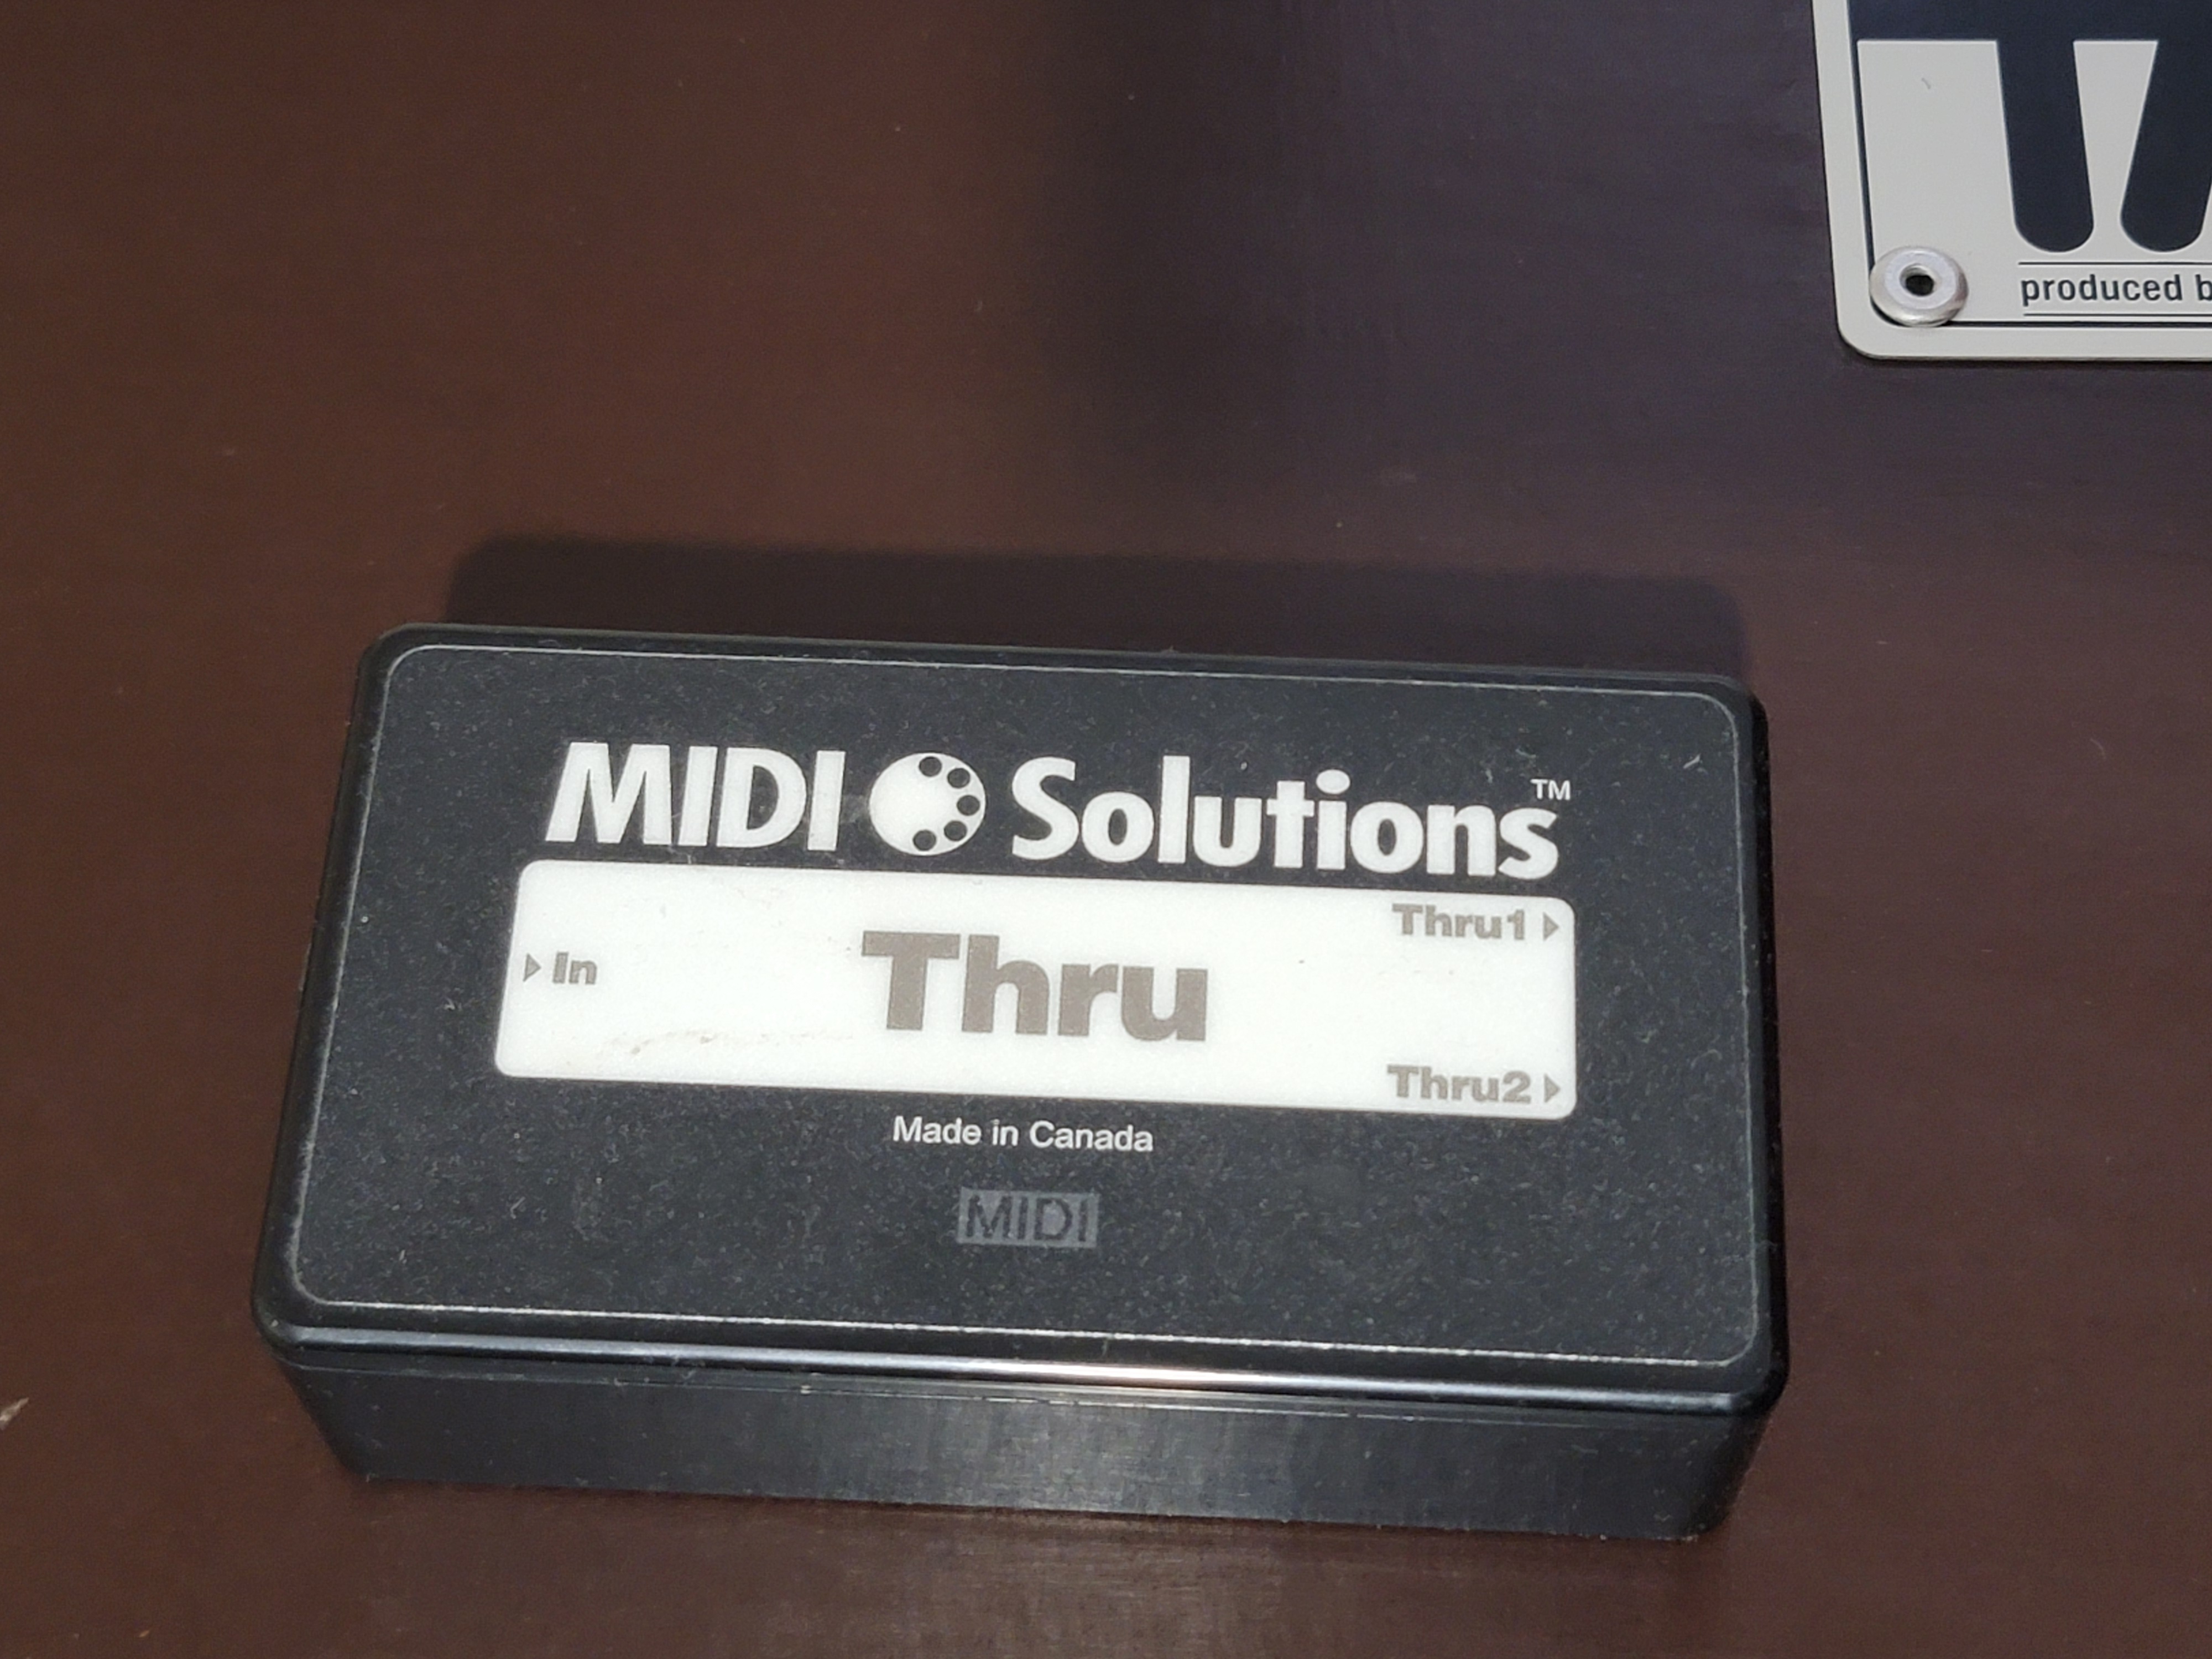 produced
MIDI Solutions™
Thru1
In
Thru
Thru2
Made in Canada
MIDI